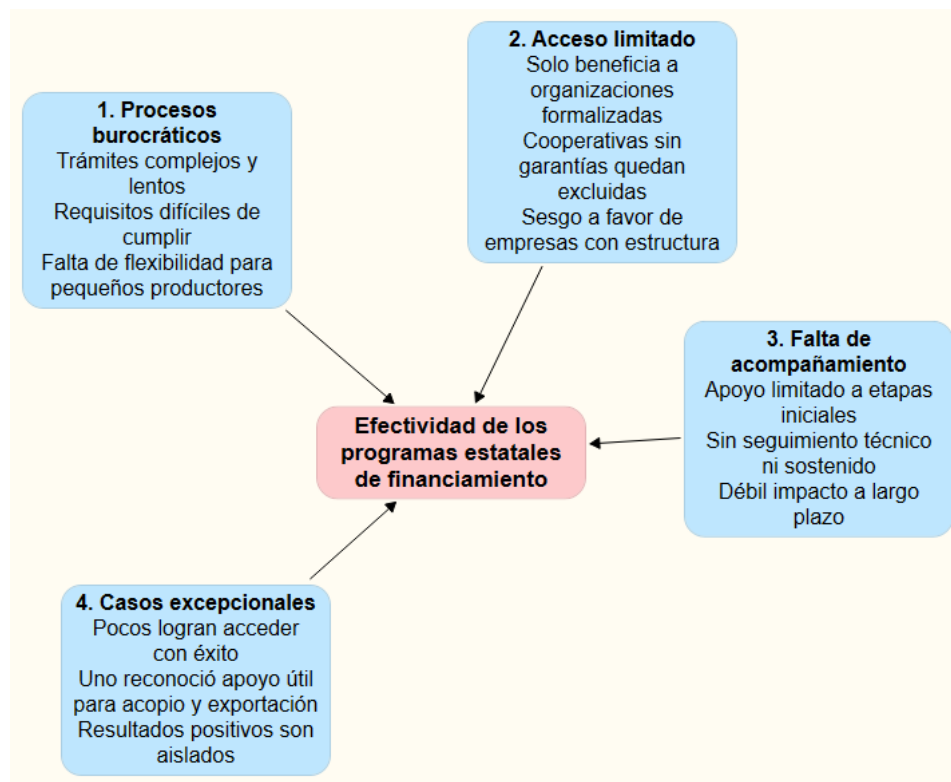 1. Procesos
burocráticos
Trámites complejos y
lentos
Requisitos difíciles de
cumplir
Falta de flexibilidad para
pequeños productores
2. Acceso limitado
Solo beneficia a
organizaciones
formalizadas
Cooperativas sin
garantías quedan
excluidas
Sesgo a favor de
empresas con estructura
3. Falta de
acompañamiento
Apoyo limitado a etapas
iniciales
Sin seguimiento técnico
ni sostenido
Débil impacto a largo
plazo
Efectividad de los
programas estatales
de financiamiento
4. Casos excepcionales
Pocos logran acceder
con éxito
Uno reconoció apoyo útil
para acopio y exportación
Resultados positivos son
aislados